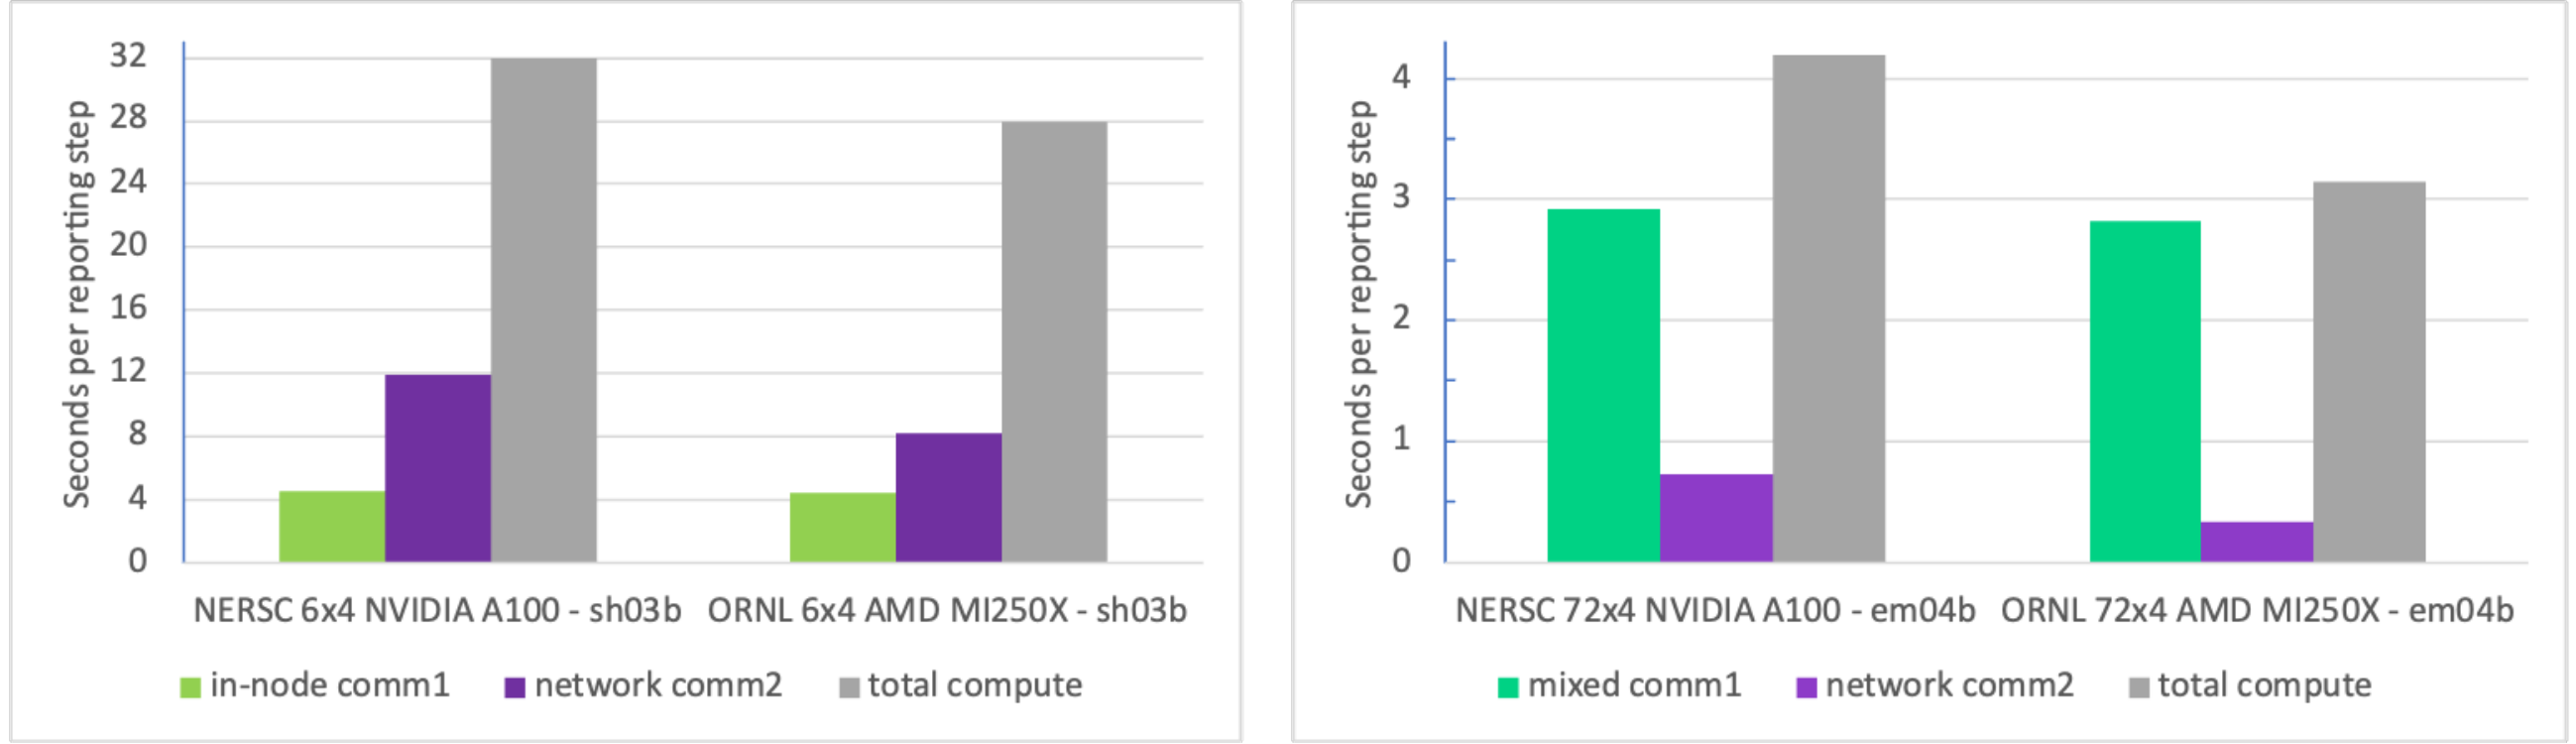 Seconds per reporting step
32
28
24
20
16
12
8
4
0
NERSC 6x4 NVIDIA A100 - sh03b
ORNL 6x4 AMD MI250X - sh03b
in-node comm1
network comm2
total compute
Seconds per reporting step
4
3
2
1
0
NERSC 72x4 NVIDIA A100 - em04b
ORNL 72x4 AMD MI250X - em04b
mixed comm1
network comm2
total compute